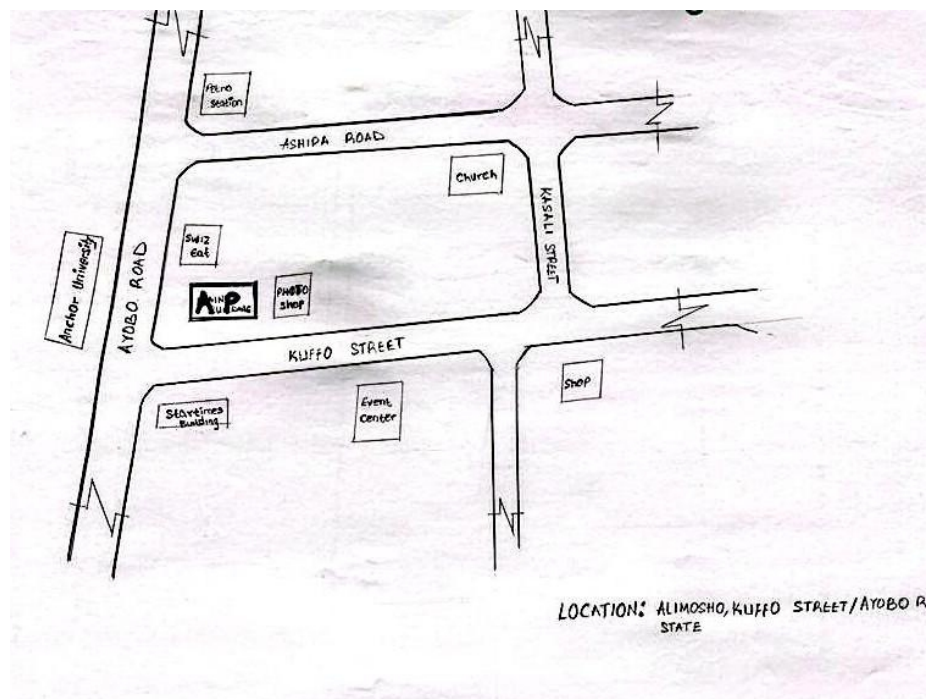 Petro
Station
ASHIPA ROAD
Church
KASALI STREET
Swiz
Eat
Anchor University
AYOBO ROAD
PHOTO
Shop
KUFFO STREET
Shop
Startimes
Building
Event
Center
LOCATION: ALIMOSHO, KUFFO STREET/AYOBO R
STATE